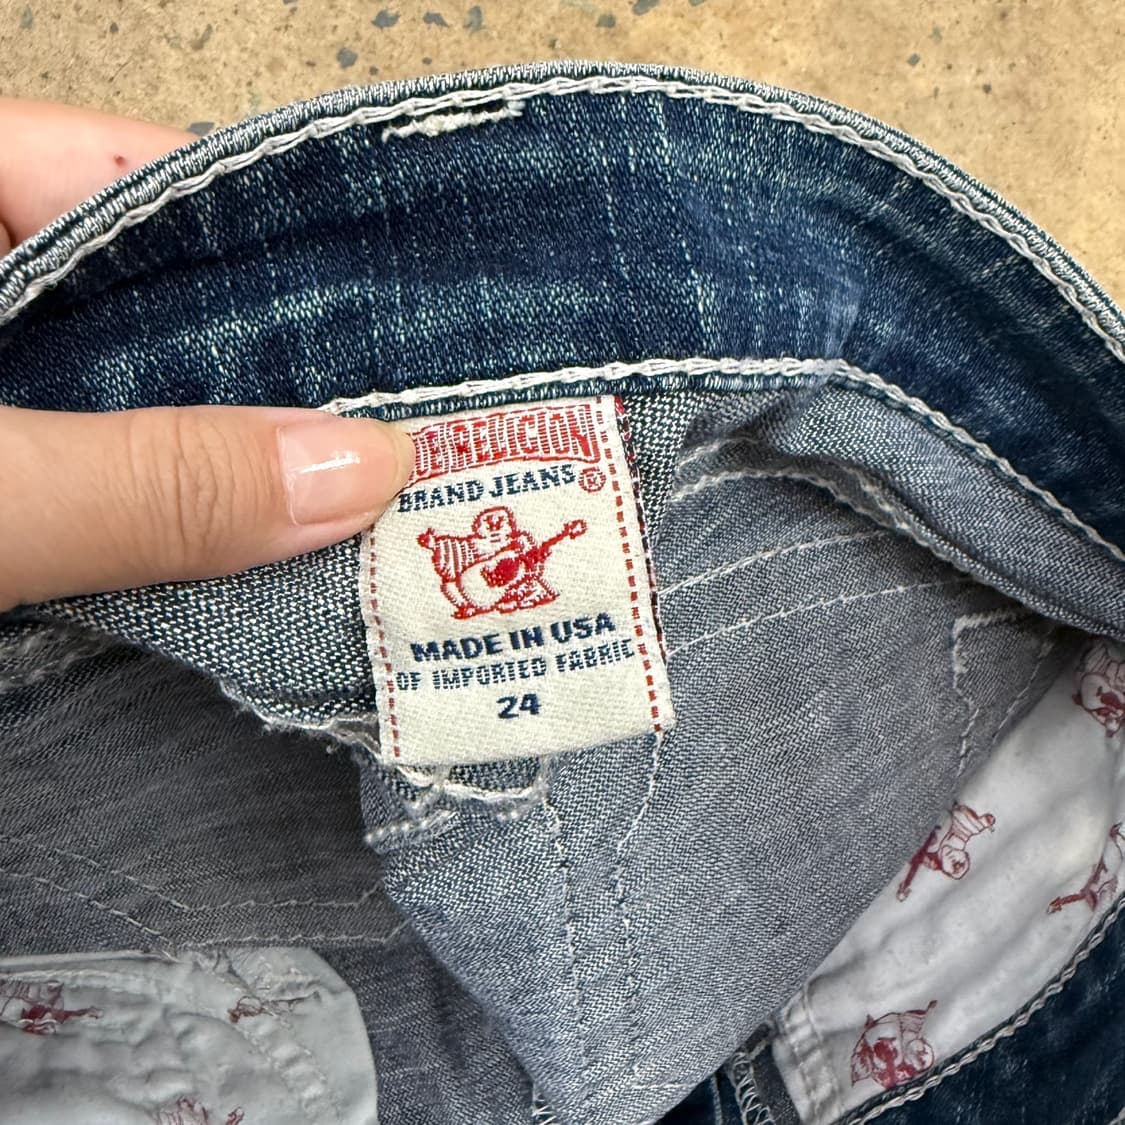 RELIGION
BRAND JEANS®
MADE IN USA
OF IMPORTED FABRIC
24